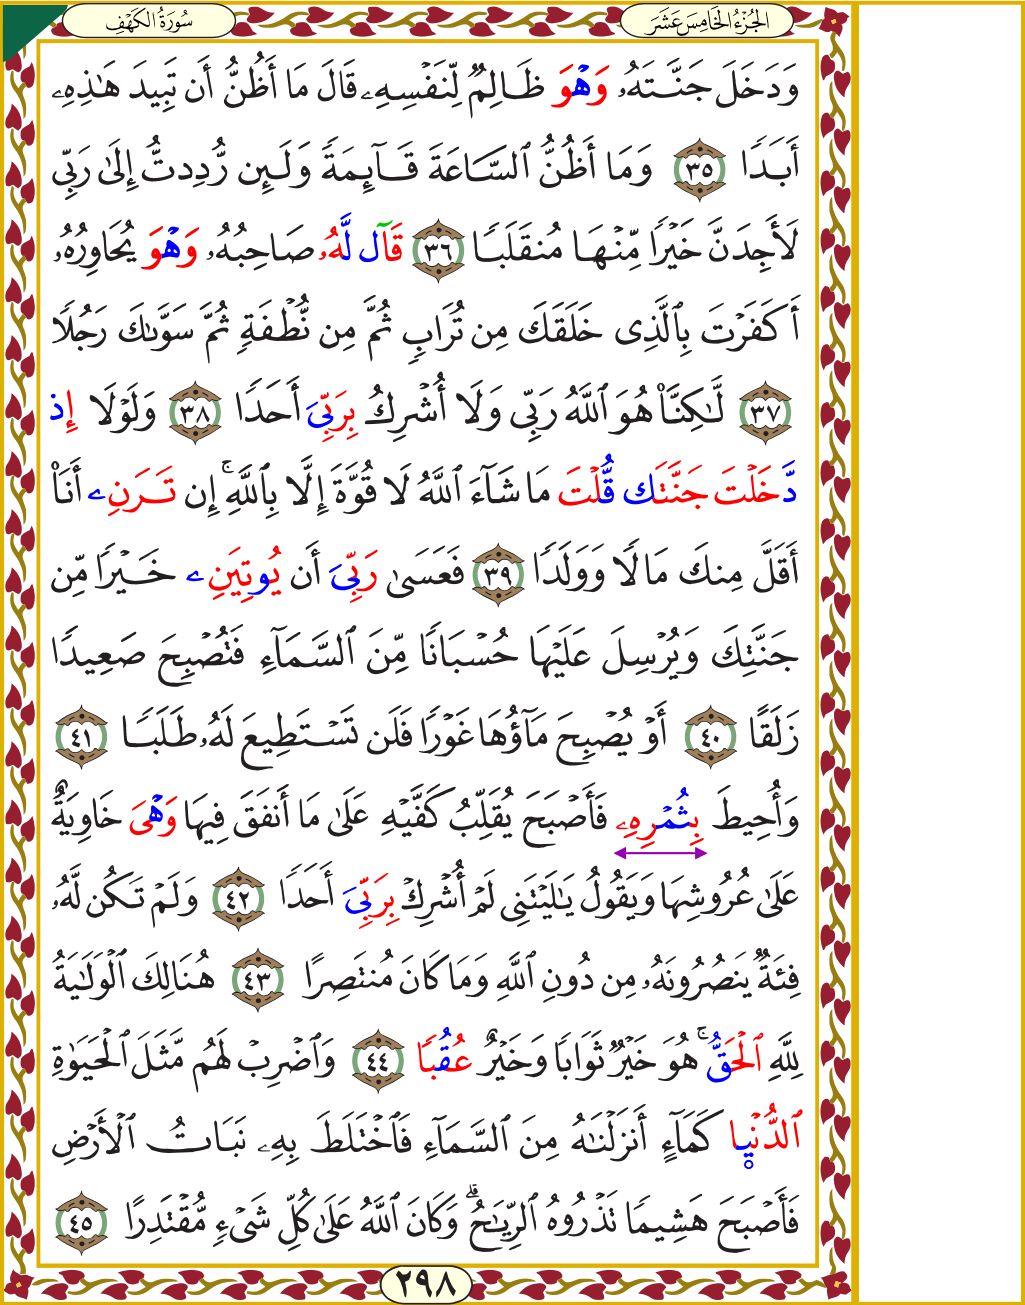 الجُزْءُ الخَامِسَ عَشَرَ
سُورَةُ الكَهْفِ
وَدَخَلَ جَنَّتَهُۥ وَهْوَ ظَالِمٌ لِّنَفْسِهِۦ قَالَ مَا أَظُنُّ أَن تَبِيدَ هَٰذِهِۦ
أَبَدًا ٣٥ وَمَا أَظُنُّ ٱلسَّاعَةَ قَآئِمَةً وَلَئِن رُّدِدتُّ إِلَىٰ رَبِّى
لَأَجِدَنَّ خَيْرًا مِّنْهَا مُنقَلَبًا ٣٦ قَآل لَّهُۥ صَاحِبُهُۥ وَهْوَ يُحَاوِرُهُۥ
أَكَفَرْتَ بِٱلَّذِى خَلَقَكَ مِن تُرَابٍ ثُمَّ مِن نُّطْفَةٍ ثُمَّ سَوَّىٰكَ رَجُلًا
٣٧ لَّٰكِنَّا۠ هُوَ ٱللَّهُ رَبِّى وَلَا أُشْرِكُ بِرَبِّىَ أَحَدًا ٣٨ وَلَوْلَا إِذ
دَّخَلْتَ جَنَّتَك قُّلْتَ مَا شَآءَ ٱللَّهُ لَا قُوَّةَ إِلَّا بِٱللَّهِ ۚ إِن تَرَنِۦ أَنَا۠
أَقَلَّ مِنكَ مَالًا وَوَلَدًا ٣٩ فَعَسَىٰ رَبِّىَ أَن يُوتِيَنِۦ خَيْرًا مِّن
جَنَّتِكَ وَيُرْسِلَ عَلَيْهَا حُسْبَانًا مِّنَ ٱلسَّمَآءِ فَتُصْبِحَ صَعِيدًا
زَلَقًا ٤٠ أَوْ يُصْبِحَ مَآؤُهَا غَوْرًا فَلَن تَسْتَطِيعَ لَهُۥ طَلَبًا ٤١
وَأُحِيطَ بِثُمْرِهِۦ فَأَصْبَحَ يُقَلِّبُ كَفَّيْهِ عَلَىٰ مَا أَنفَقَ فِيهَا وَهْىَ خَاوِيَةٌ
عَلَىٰ عُرُوشِهَا وَيَقُولُ يَٰلَيْتَنِى لَمْ أُشْرِكْ بِرَبِّىَ أَحَدًا ٤٢ وَلَمْ تَكُن لَّهُۥ
فِئَةٌ يَنصُرُونَهُۥ مِن دُونِ ٱللَّهِ وَمَا كَانَ مُنتَصِرًا ٤٣ هُنَالِكَ ٱلْوَلَٰيَةُ
لِلَّهِ ٱلْحَقُّ ۚ هُوَ خَيْرٌ ثَوَابًا وَخَيْرٌ عُقُبًا ٤٤ وَٱضْرِبْ لَهُم مَّثَلَ ٱلْحَيَوٰةِ
ٱلدُّنْيٜا كَمَآءٍ أَنزَلْنَٰهُ مِنَ ٱلسَّمَآءِ فَٱخْتَلَطَ بِهِۦ نَبَاتُ ٱلْأَرْضِ
فَأَصْبَحَ هَشِيمًا تَذْرُوهُ ٱلرِّيَٰحُ ۗ وَكَانَ ٱللَّهُ عَلَىٰ كُلِّ شَىْءٍ مُّقْتَدِرًا ٤٥
٢٩٨